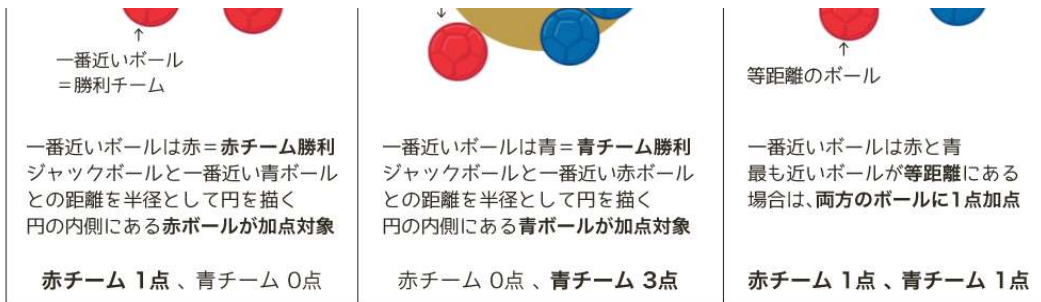 一番近いボール
＝勝利チーム
一番近いボールは赤＝赤チーム勝利
ジャックボールと一番近い青ボール
との距離を半径として円を描く
円の内側にある赤ボールが加点対象
赤チーム 1点 、青チーム 0点
一番近いボールは青＝青チーム勝利
ジャックボールと一番近い赤ボール
との距離を半径として円を描く
円の内側にある青ボールが加点対象
赤チーム 0点 、青チーム 3点
等距離のボール
一番近いボールは赤と青
最も近いボールが等距離にある
場合は、両方のボールに1点加点
赤チーム 1点 、青チーム 1点